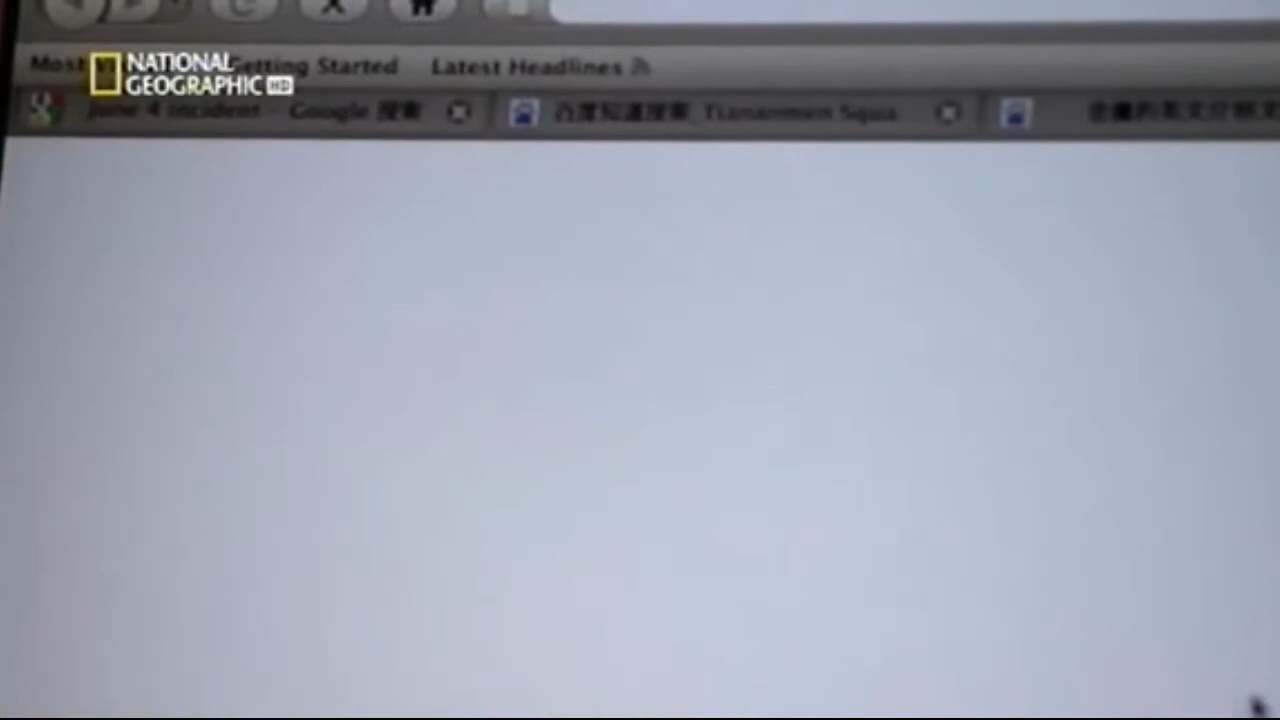 NATIONAL
GEOGRAPHIC HD
Most
Getting Started
Latest Headlines
June 4 Incident - Google 搜索
百度知道搜索_Tiananmen Squa